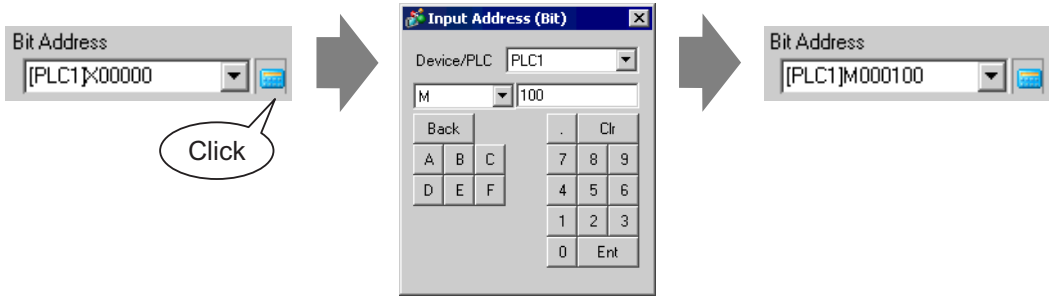 Bit Address
[PLC1]X00000
Click
Input Address (Bit)
Device/PLC PLC1
M 100
Back . Clr
A B C 7 8 9
D E F 4 5 6
1 2 3
0 Ent
Bit Address
[PLC1]M000100